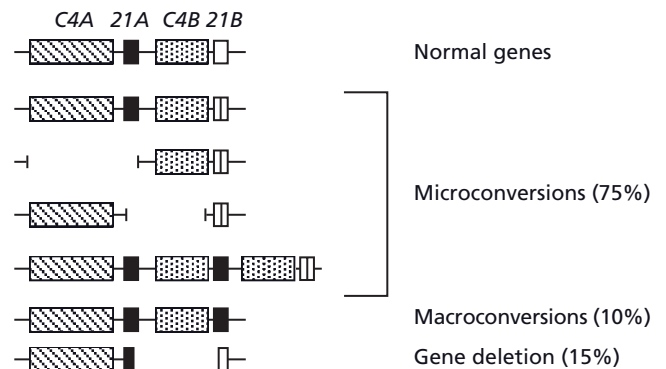 C4A 21A C4B 21B
Normal genes
Microconversions (75%)
Macroconversions (10%)
Gene deletion (15%)